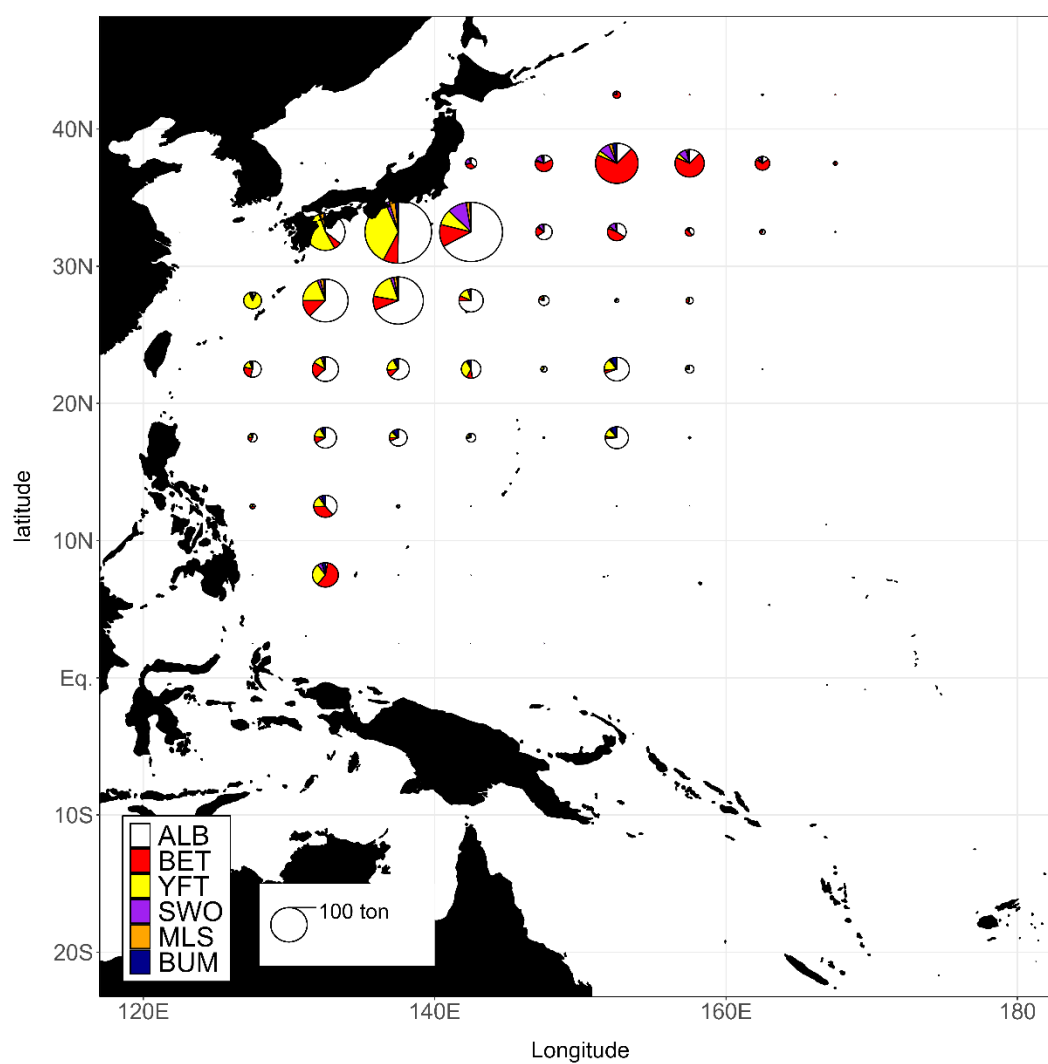 40N
30N
20N
10N
Eq.
10S
20S
latitude
ALB
BET
YFT
SWO
MLS
BUM
100 ton
120E 140E 160E 180
Longitude